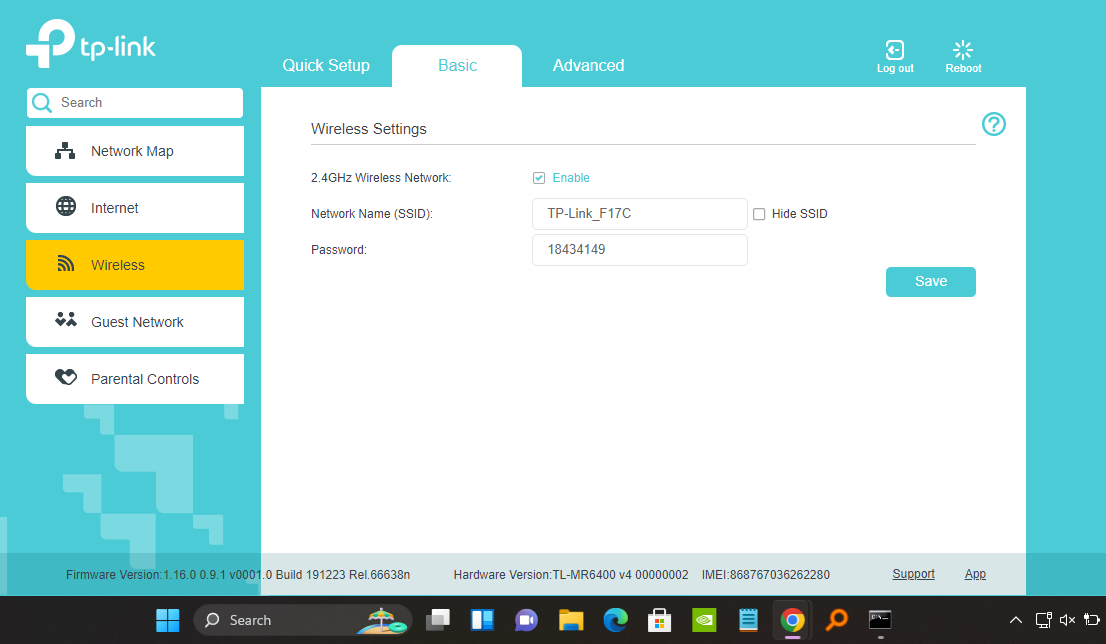 tp-link
Quick Setup
Basic
Advanced
Log out
Reboot
Search
Network Map
Internet
Wireless
Guest Network
Parental Controls
Wireless Settings
?
2.4GHz Wireless Network:
Enable
Network Name (SSID):
TP-Link_F17C
Hide SSID
Password:
18434149
Save
Firmware Version:1.16.0 0.9.1 v0001.0 Build 191223 Rel.66638n
Hardware Version:TL-MR6400 v4 00000002
IMEI:868767036262280
Support
App
Search